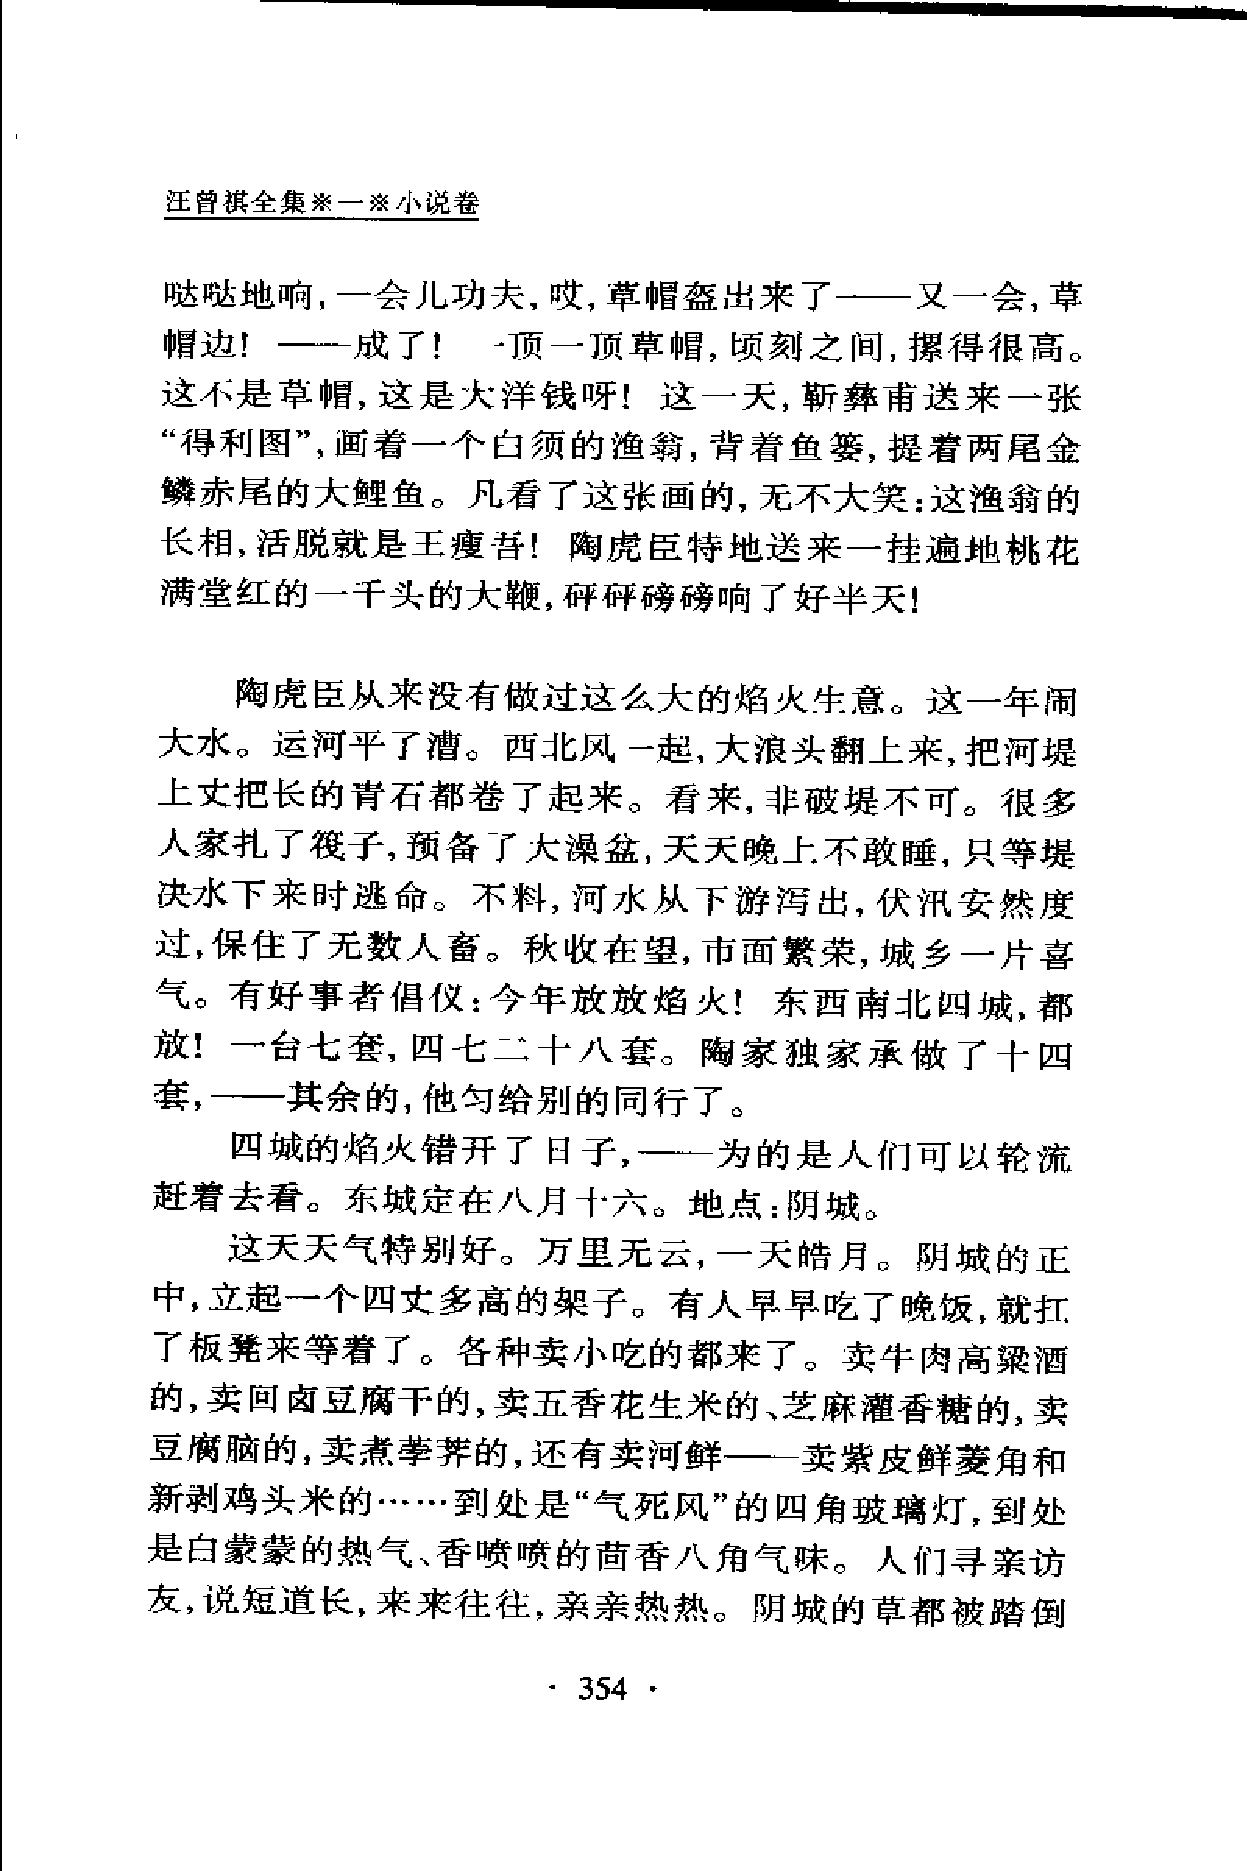 汪曾祺全集※一※小说卷
哒哒地响,一会儿功夫,哎,草帽盔出来了——又一会,草
帽边! ——成了! 一顶一顶草帽,顷刻之间,摞得很高。
这不是草帽,这是大洋钱呀! 这一天,靳彝甫送来一张
“得利图”,画着一个白须的渔翁,背着鱼篓,提着两尾金
鳞赤尾的大鲤鱼。凡看了这张画的,无不大笑:这渔翁的
长相,活脱就是王瘦吾! 陶虎臣特地送来一挂遍地桃花
满堂红的一千头的大鞭,砰砰磅磅响了好半天!
陶虎臣从来没有做过这么大的焰火生意。这一年闹
大水。运河平了漕。西北风一起,大浪头翻上来,把河堤
上丈把长的青石都卷了起来。看来,非破堤不可。很多
人家扎了筏子,预备了大澡盆,天天晚上不敢睡,只等堤
决水下来时逃命。不料,河水从下游泻出,伏汛安然度
过,保住了无数人畜。秋收在望,市面繁荣,城乡一片喜
气。有好事者倡仪:今年放放焰火! 东西南北四城,都
放! 一台七套,四七二十八套。陶家独家承做了十四
套,——其余的,他匀给别的同行了。
四城的焰火错开了日子,——为的是人们可以轮流
赶着去看。东城定在八月十六。地点:阴城。
这天天气特别好。万里无云,一天皓月。阴城的正
中,立起一个四丈多高的架子。有人早早吃了晚饭,就扛
了板凳来等着了。各种卖小吃的都来了。卖牛肉高粱酒
的,卖回卤豆腐干的,卖五香花生米的、芝麻灌香糖的,卖
豆腐脑的,卖煮荸荠的,还有卖河鲜——卖紫皮鲜菱角和
新剥鸡头米的……到处是“气死风”的四角玻璃灯,到处
是白蒙蒙的热气、香喷喷的茴香八角气味。人们寻亲访
友,说短道长,来来往往,亲亲热热。阴城的草都被踏倒
· 354 ·